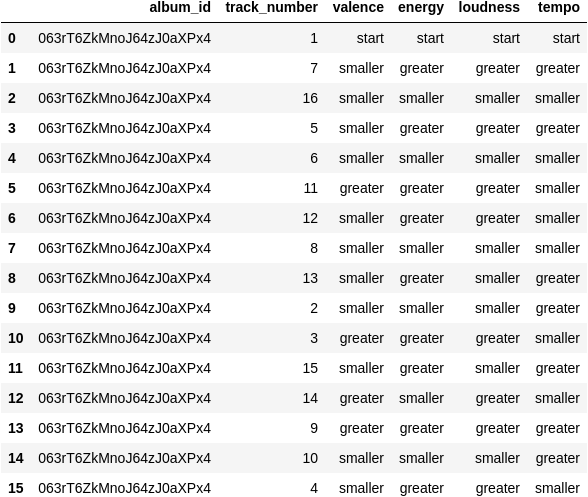 album_id track_number valence energy loudness tempo
0 063rT6ZkMnoJ64zJ0aXPx4 1 start start start start
1 063rT6ZkMnoJ64zJ0aXPx4 7 smaller greater greater greater
2 063rT6ZkMnoJ64zJ0aXPx4 16 smaller smaller smaller smaller
3 063rT6ZkMnoJ64zJ0aXPx4 5 smaller greater greater greater
4 063rT6ZkMnoJ64zJ0aXPx4 6 smaller smaller smaller smaller
5 063rT6ZkMnoJ64zJ0aXPx4 11 greater greater greater smaller
6 063rT6ZkMnoJ64zJ0aXPx4 12 smaller greater greater smaller
7 063rT6ZkMnoJ64zJ0aXPx4 8 smaller smaller smaller smaller
8 063rT6ZkMnoJ64zJ0aXPx4 13 smaller greater smaller greater
9 063rT6ZkMnoJ64zJ0aXPx4 2 smaller smaller smaller greater
10 063rT6ZkMnoJ64zJ0aXPx4 3 greater greater greater smaller
11 063rT6ZkMnoJ64zJ0aXPx4 15 smaller greater smaller greater
12 063rT6ZkMnoJ64zJ0aXPx4 14 greater smaller greater smaller
13 063rT6ZkMnoJ64zJ0aXPx4 9 greater greater greater greater
14 063rT6ZkMnoJ64zJ0aXPx4 10 smaller smaller smaller greater
15 063rT6ZkMnoJ64zJ0aXPx4 4 smaller greater greater smaller